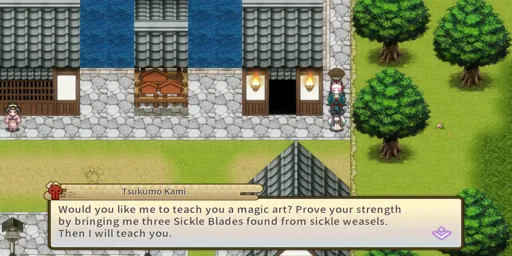 Tsukumo Kami
Would you like me to teach you a magic art? Prove your strength
by bringing me three Sickle Blades found from sickle weasels.
Then I will teach you.